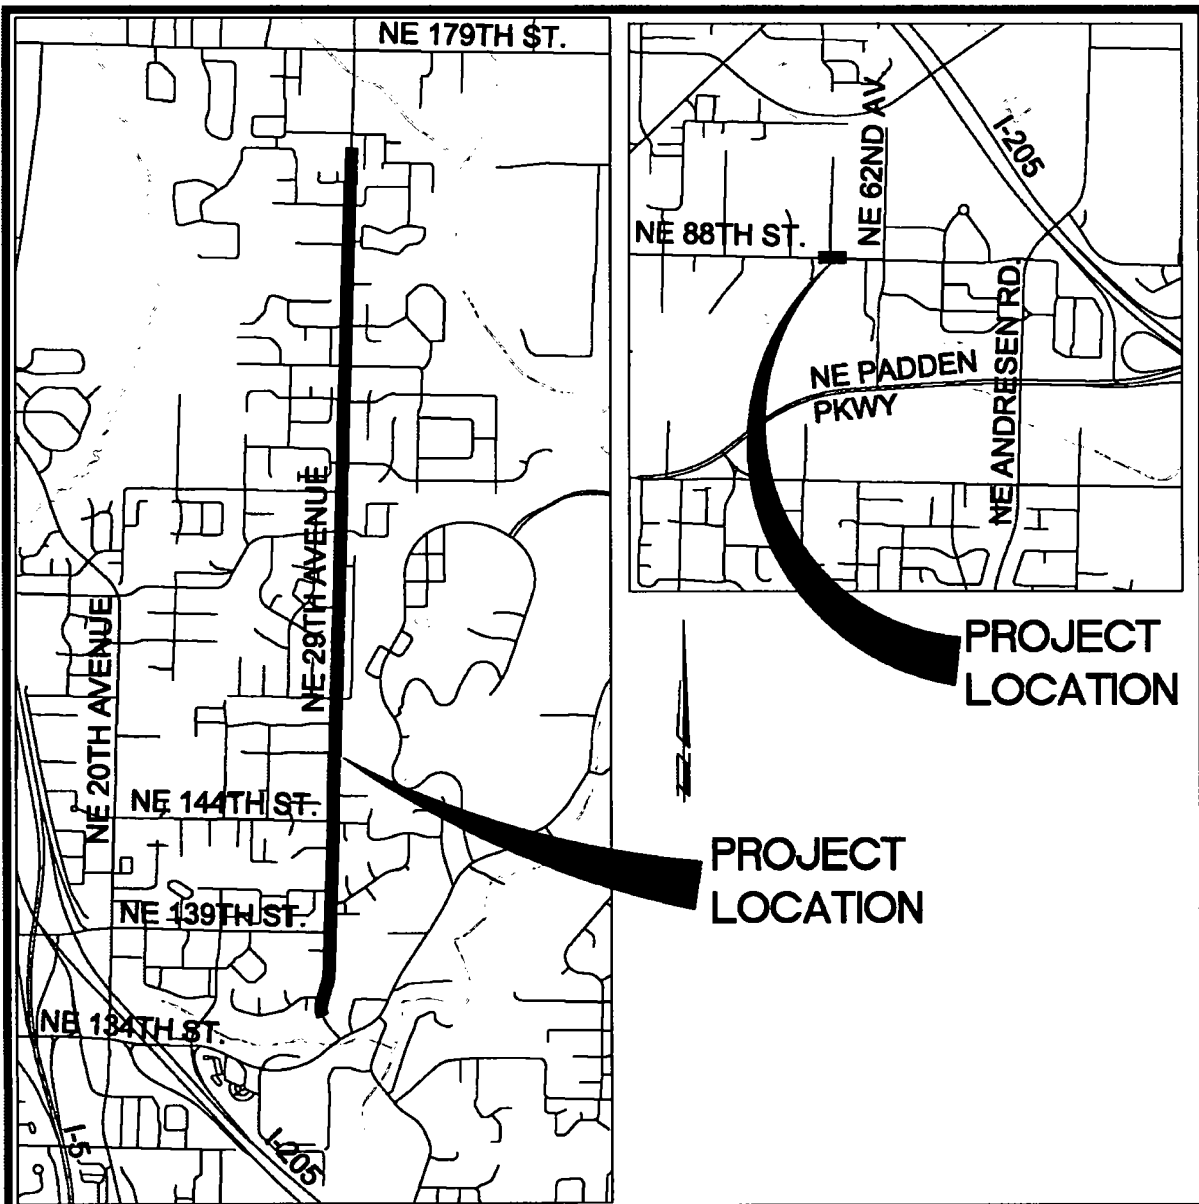 NE 179TH ST.
NE 29TH AVENUE
NE 20TH AVENUE
NE 144TH ST.
NE 139TH ST.
NE 134TH ST.
I-5
I-205
PROJECT
LOCATION
NE 62ND AV.
I-205
NE 88TH ST.
NE ANDRESEN RD.
NE PADDEN
PKWY
PROJECT
LOCATION